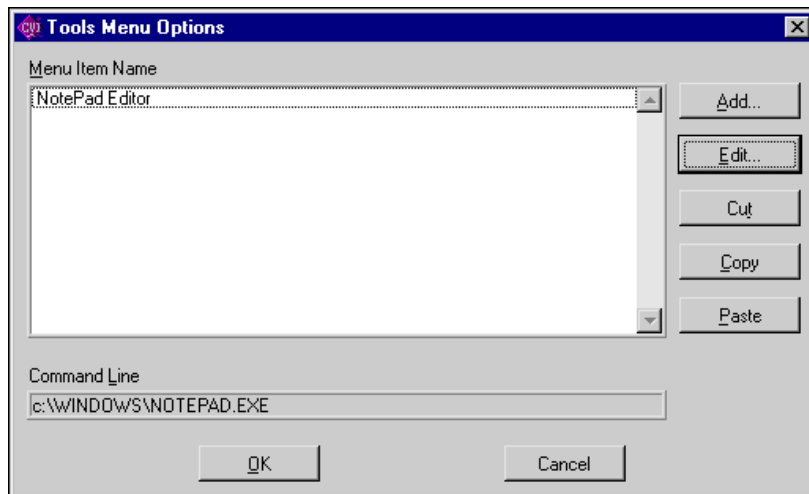 CVI Tools Menu Options
Menu Item Name
NotePad Editor
Add...
Edit...
Cut
Copy
Paste
Command Line
c:\WINDOWS\NOTEPAD.EXE
OK
Cancel